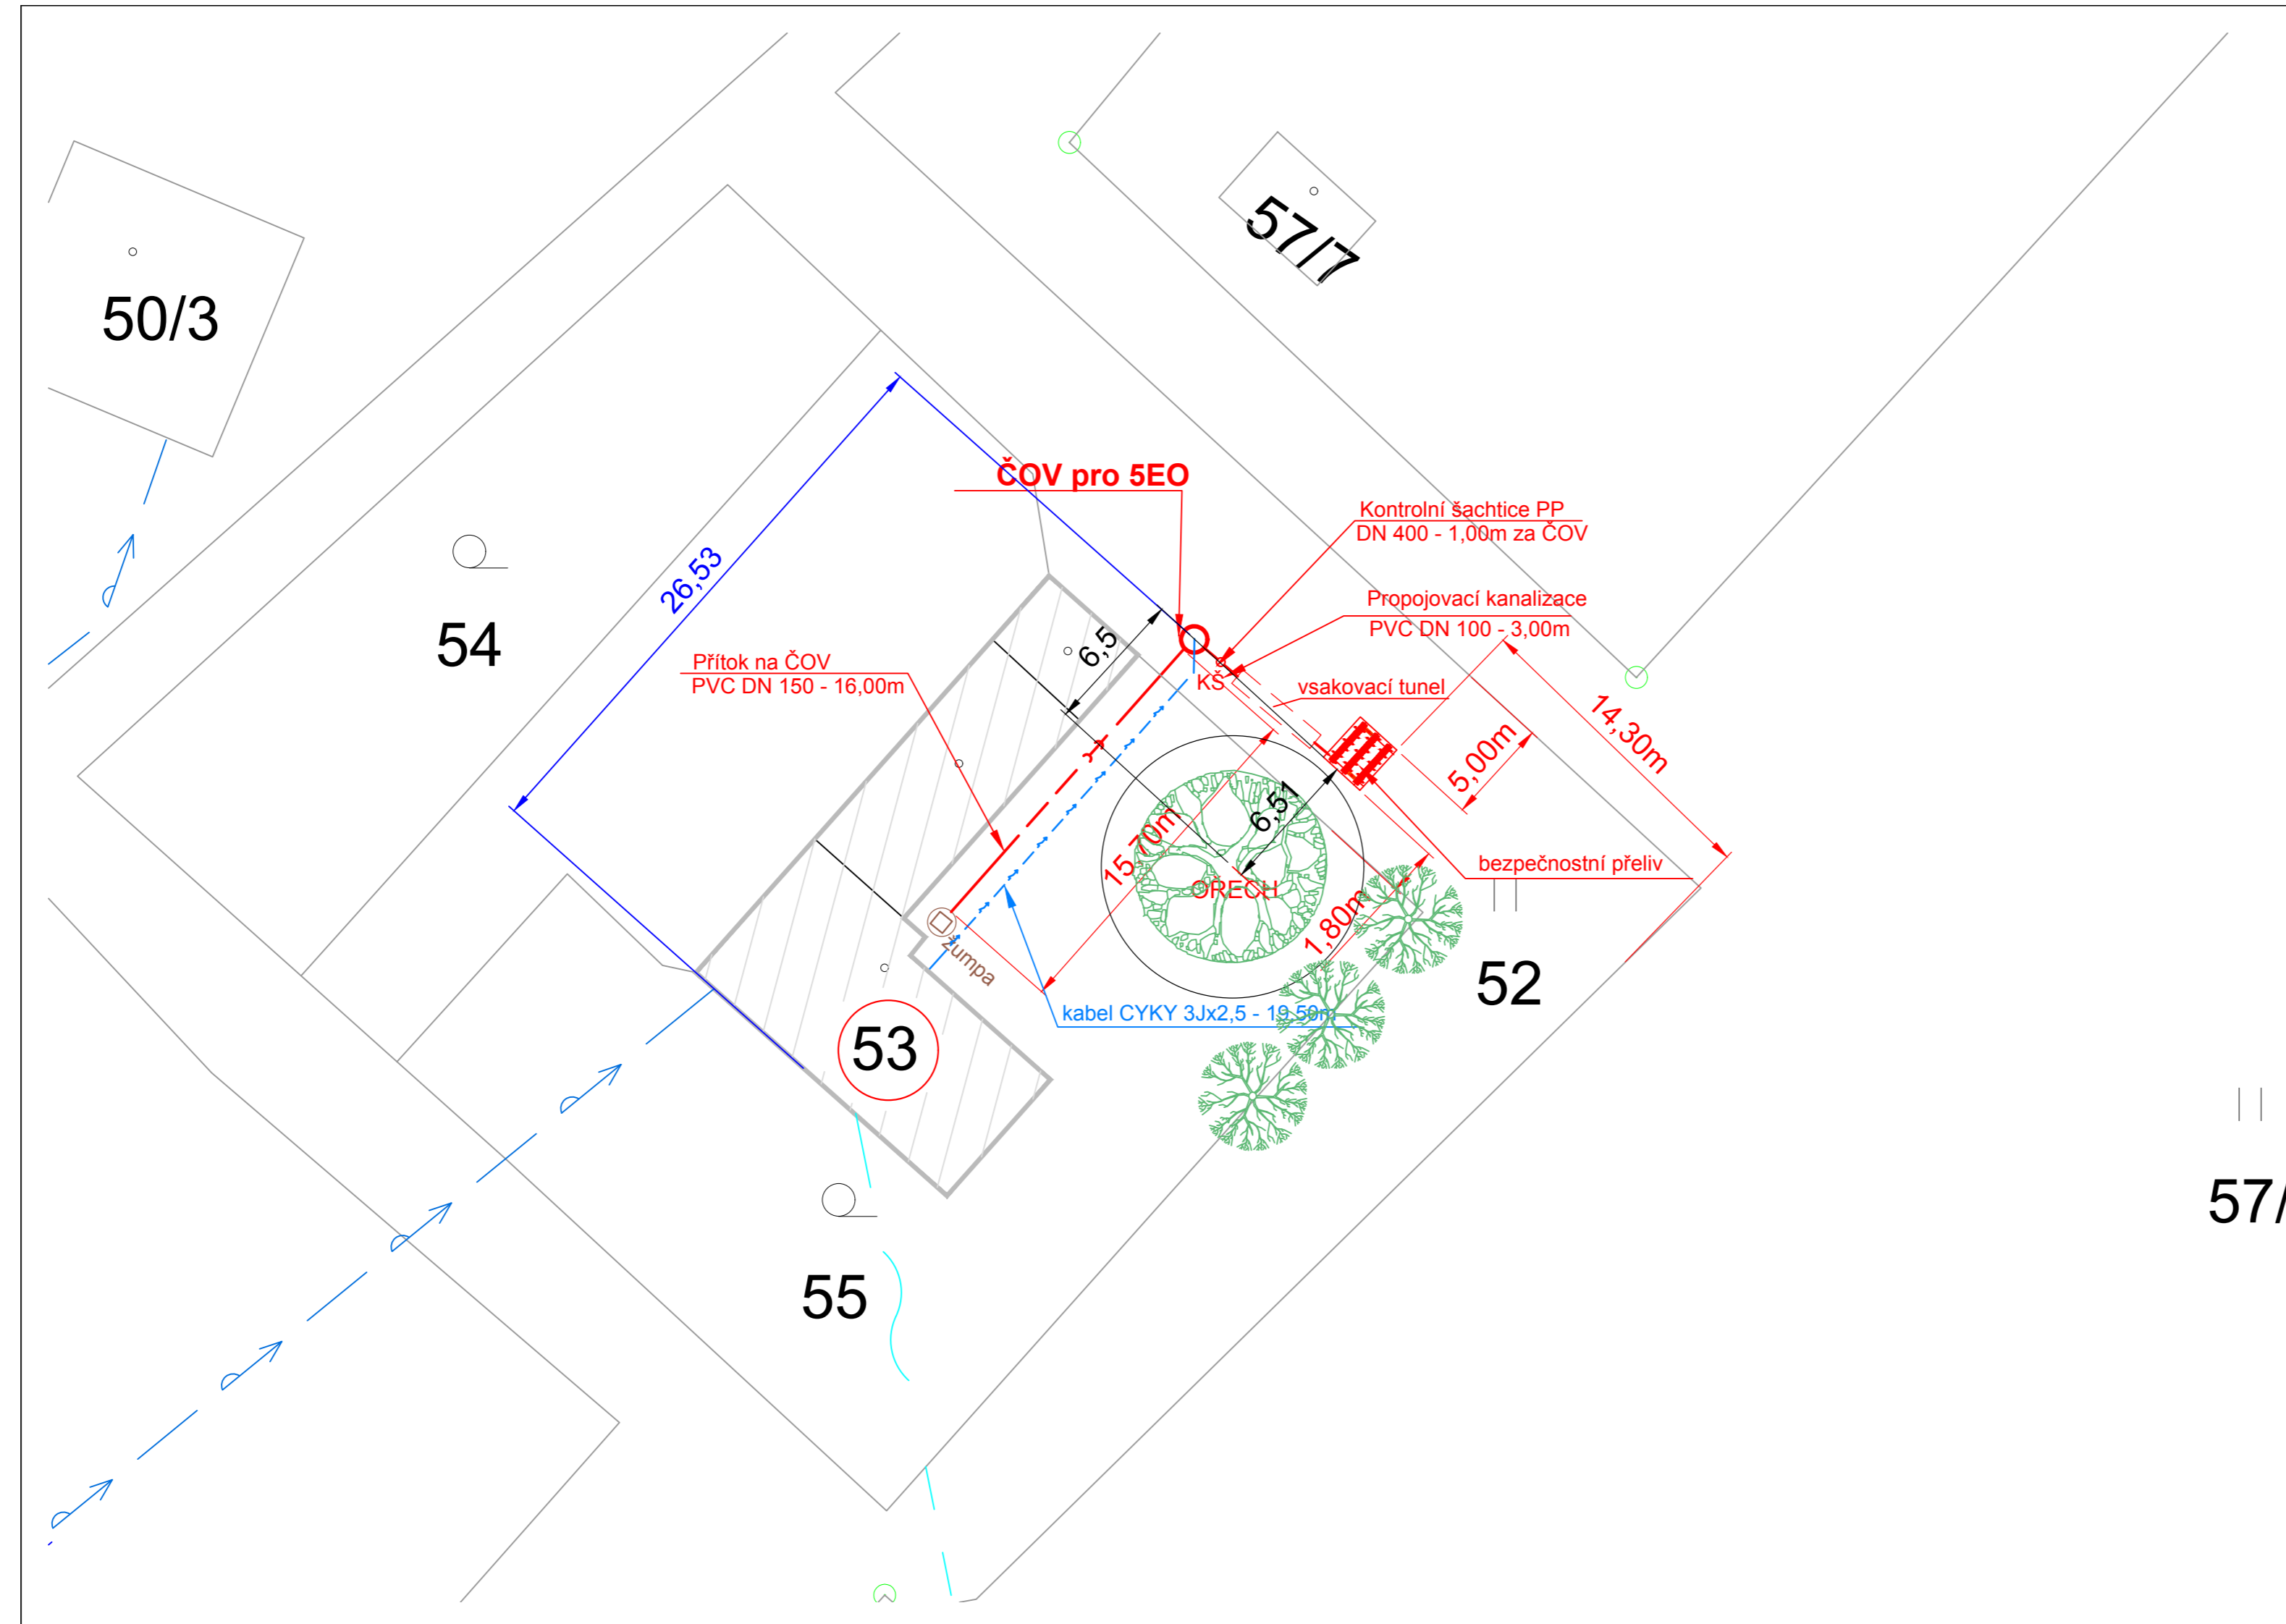 57/7
50/3
ČOV pro 5EO
Kontrolní šachtice PP
DN 400 - 1,00m za ČOV
26,53
Propojovací kanalizace
PVC DN 100 - 3,00m
54
6,5
Přítok na ČOV
PVC DN 150 - 16,00m
KŠ
vsakovací tunel
14,30m
5,00m
6,51
15,70m
bezpečnostní přeliv
OŘECH
1,80m
žumpa
52
kabel CYKY 3Jx2,5 - 19,50m
53
57/
55